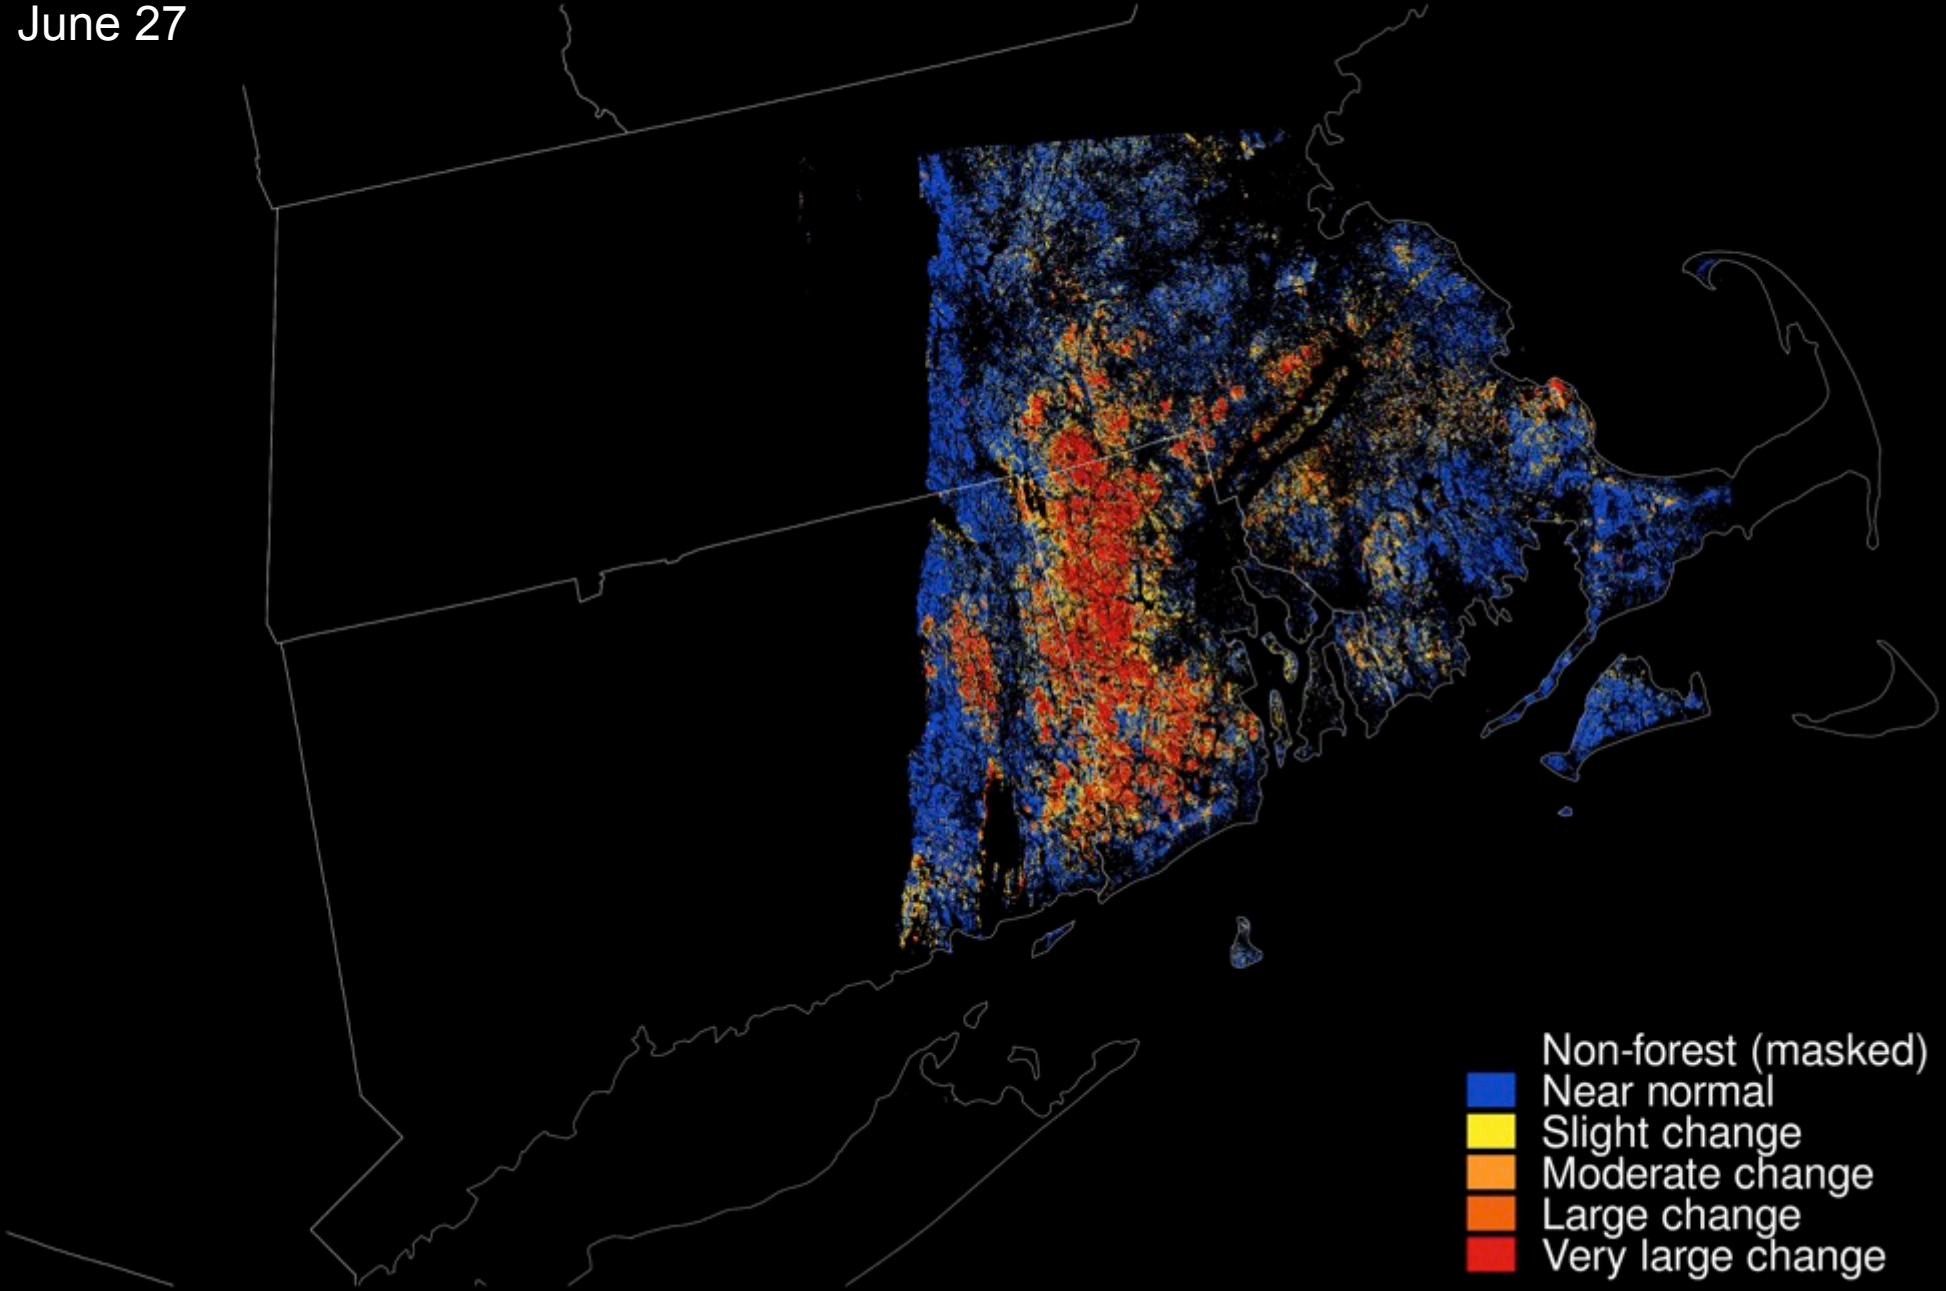 June 27
Non-forest (masked)
Near normal
Slight change
Moderate change
Large change
Very large change